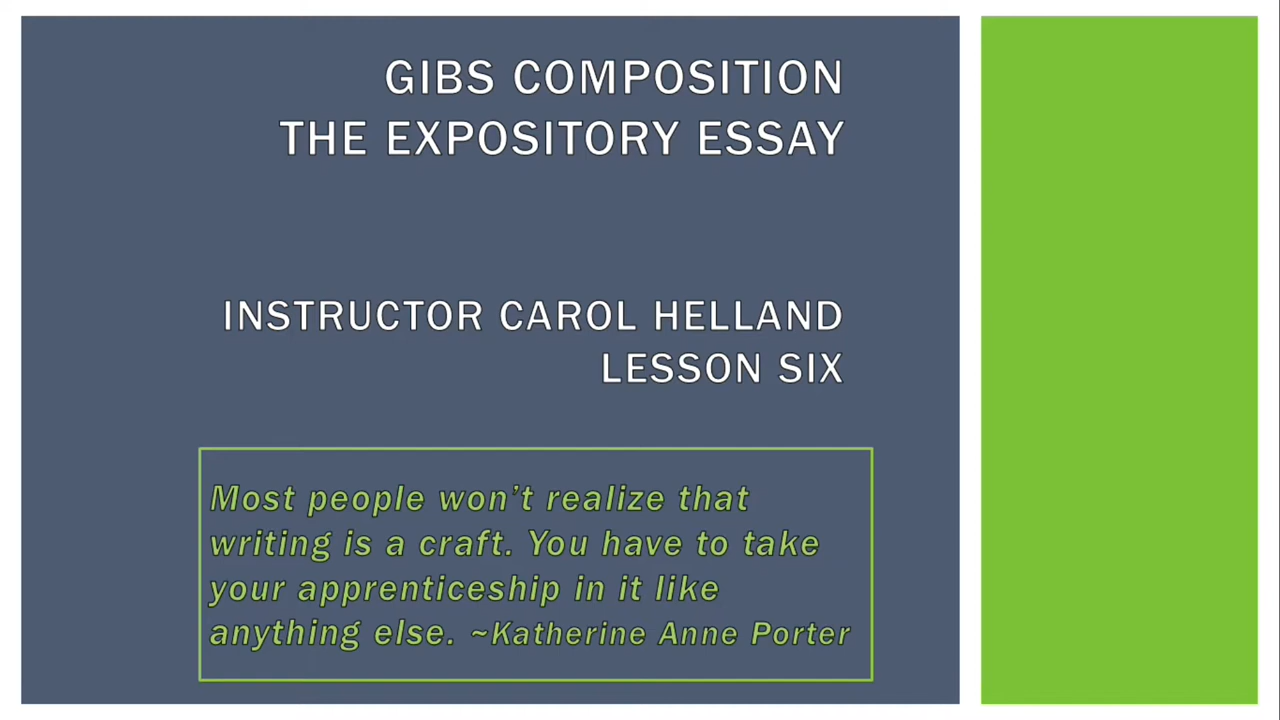 GIBS COMPOSITION
THE EXPOSITORY ESSAY
INSTRUCTOR CAROL HELLAND
LESSON SIX
Most people won’t realize that
writing is a craft. You have to take
your apprenticeship in it like
anything else. ~Katherine Anne Porter